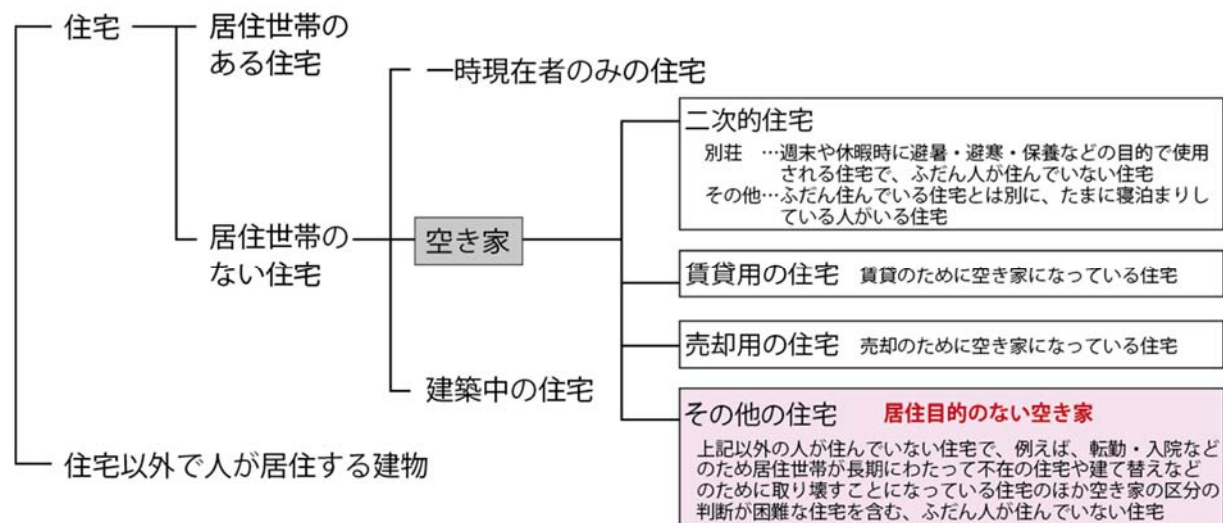 住宅
居住世帯の
ある住宅
一時現在者のみの住宅
二次的住宅
別荘 …週末や休暇時に避暑・避寒・保養などの目的で使用
される住宅で、ふだん人が住んでいない住宅
その他…ふだん住んでいる住宅とは別に、たまに寝泊まりし
ている人がいる住宅
居住世帯の
ない住宅
空き家
賃貸用の住宅 賃貸のために空き家になっている住宅
売却用の住宅 売却のために空き家になっている住宅
建築中の住宅
その他の住宅 居住目的のない空き家
上記以外の人が住んでいない住宅で、例えば、転勤・入院など
のため居住世帯が長期にわたって不在の住宅や建て替えなど
のために取り壊すことになっている住宅のほか空き家の区分の
判断が困難な住宅を含む、ふだん人が住んでいない住宅
住宅以外で人が居住する建物